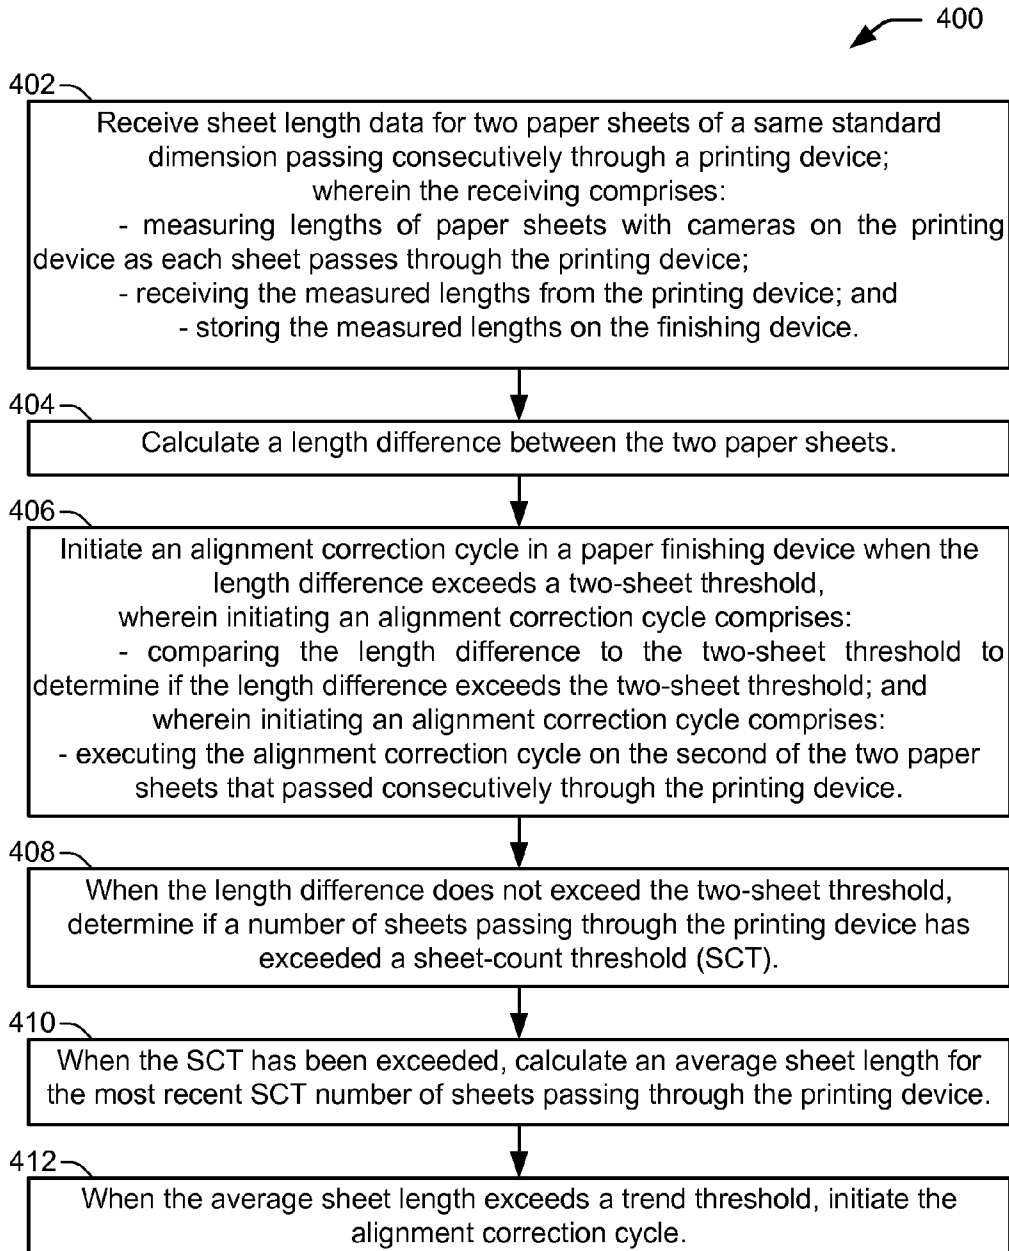 400
402
Receive sheet length data for two paper sheets of a same standard
dimension passing consecutively through a printing device;
wherein the receiving comprises:
- measuring lengths of paper sheets with cameras on the printing
device as each sheet passes through the printing device;
- receiving the measured lengths from the printing device; and
- storing the measured lengths on the finishing device.
404
Calculate a length difference between the two paper sheets.
406
Initiate an alignment correction cycle in a paper finishing device when the
length difference exceeds a two-sheet threshold,
wherein initiating an alignment correction cycle comprises:
- comparing the length difference to the two-sheet threshold to
determine if the length difference exceeds the two-sheet threshold; and
wherein initiating an alignment correction cycle comprises:
- executing the alignment correction cycle on the second of the two paper
sheets that passed consecutively through the printing device.
408
When the length difference does not exceed the two-sheet threshold,
determine if a number of sheets passing through the printing device has
exceeded a sheet-count threshold (SCT).
410
When the SCT has been exceeded, calculate an average sheet length for
the most recent SCT number of sheets passing through the printing device.
412
When the average sheet length exceeds a trend threshold, initiate the
alignment correction cycle.